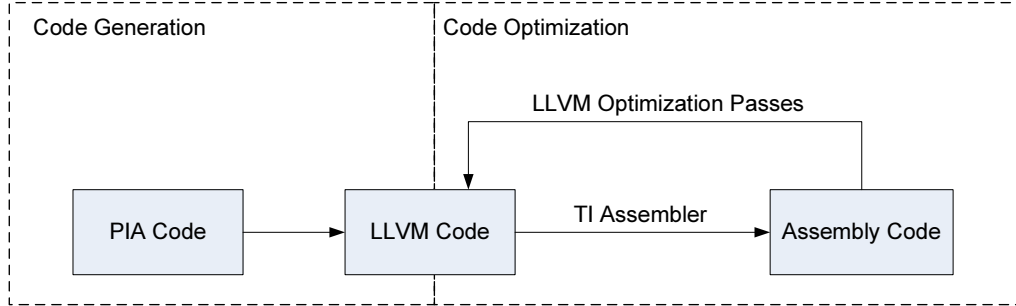 Code Generation
Code Optimization
LLVM Optimization Passes
PIA Code
LLVM Code
TI Assembler
Assembly Code